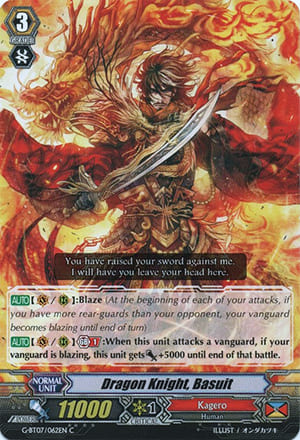 3
GRADE
You have raised your sword against me.
I will have you leave your head here.
AUTO [ / ]:Blaze (At the beginning of each of your attacks, if
you have more rear-guards than your opponent, your vanguard
becomes blazing until end of turn)
AUTO [ / 1 ]:When this unit attacks a vanguard, if your
vanguard is blazing, this unit gets +5000 until end of that battle.
NORMAL
UNIT
Dragon Knight, Basuit
POWER
11000
1
CRITICAL
Kagero
Human
G-BT07/062EN C
ILLUST / オンダカツキ